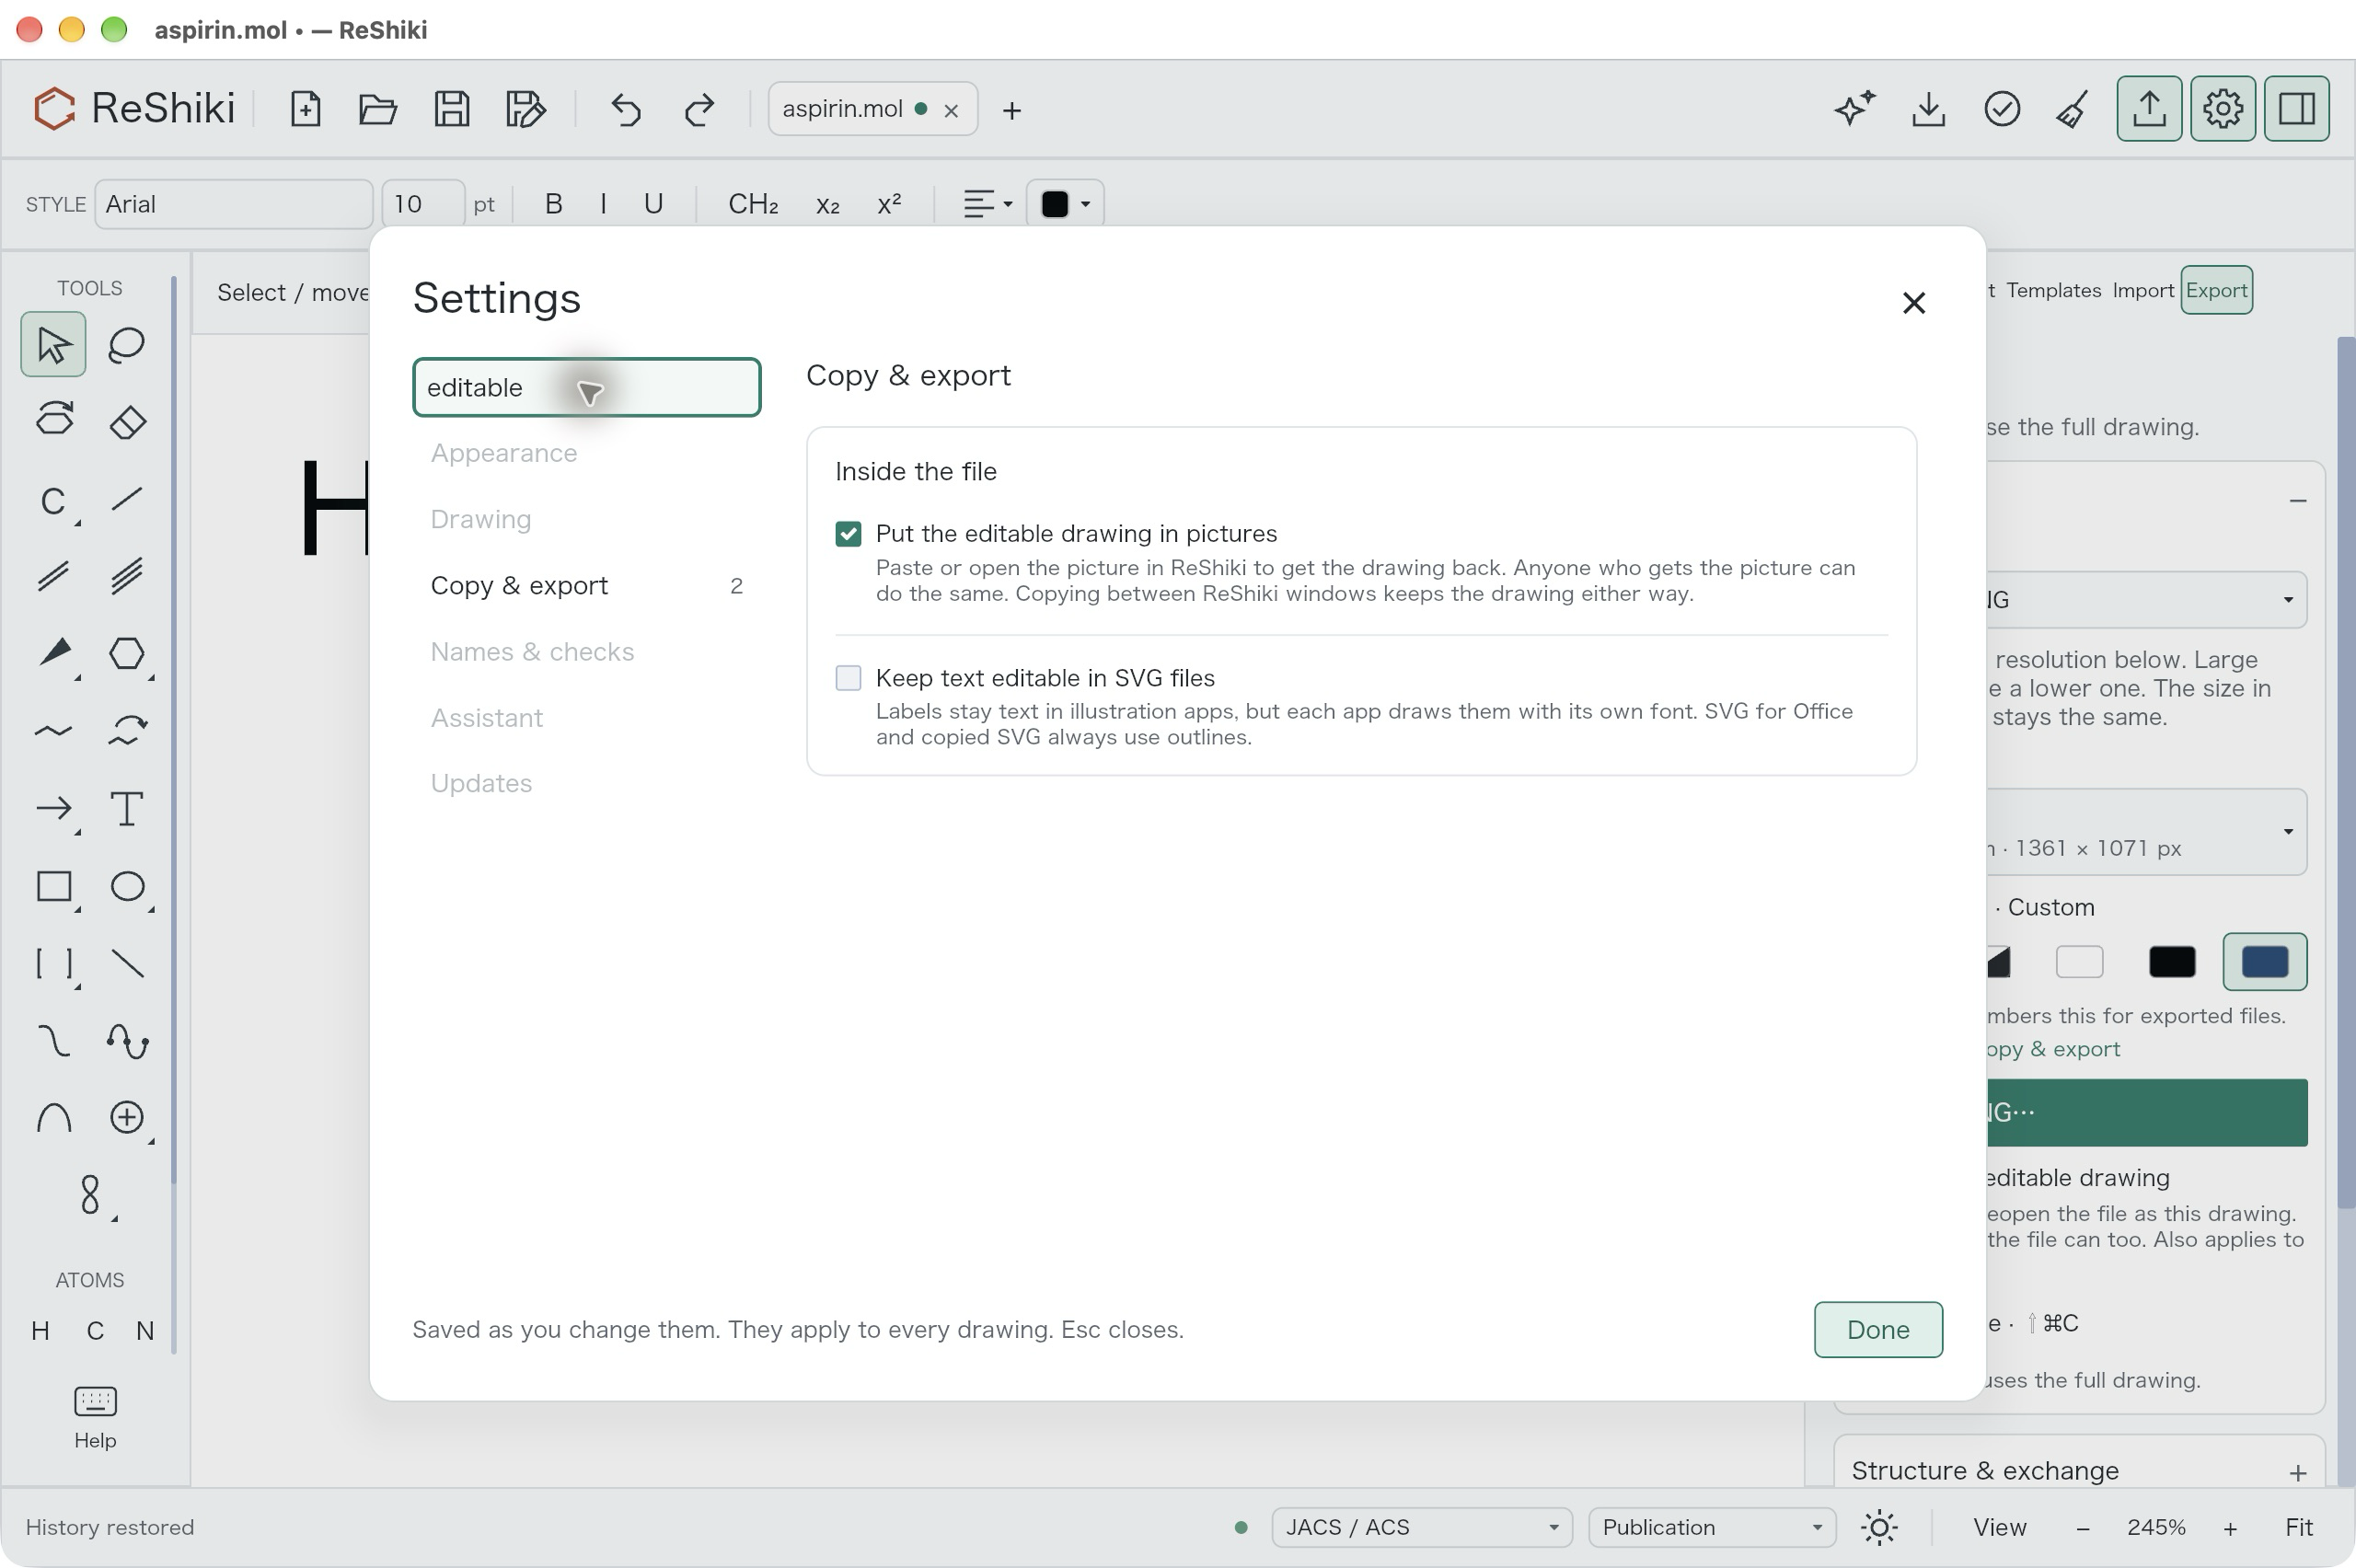 aspirin.mol • — ReShiki
ReShiki
aspirin.mol ● ×
+
STYLE Arial 10 pt B I U CH₂ x₂ x²
TOOLS
Select / move
t Templates Import Export
Settings
editable
Appearance
Drawing
Copy & export 2
Names & checks
Assistant
Updates
Copy & export
Inside the file
Put the editable drawing in pictures
Paste or open the picture in ReShiki to get the drawing back. Anyone who gets the picture can
do the same. Copying between ReShiki windows keeps the drawing either way.
Keep text editable in SVG files
Labels stay text in illustration apps, but each app draws them with its own font. SVG for Office
and copied SVG always use outlines.
Saved as you change them. They apply to every drawing. Esc closes.
Done
H
C
T
[ ]
ATOMS
H C N
Help
se the full drawing.
NG
resolution below. Large
e a lower one. The size in
stays the same.
· 1361 × 1071 px
· Custom
mbers this for exported files.
opy & export
NG···
editable drawing
eopen the file as this drawing.
the file can too. Also applies to
e · ⇧⌘C
uses the full drawing.
Structure & exchange +
History restored
JACS / ACS
Publication
View − 245% + Fit